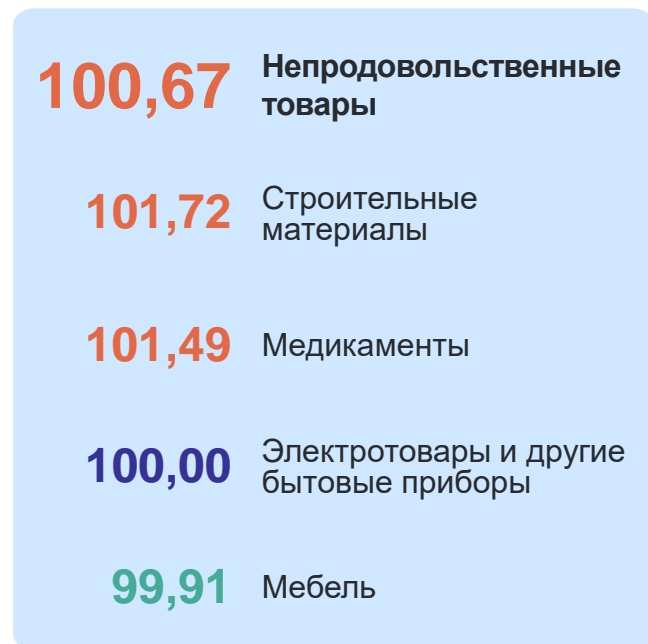 100,67 Непродовольственные
товары
101,72 Строительные
материалы
101,49 Медикаменты
100,00 Электротовары и другие
бытовые приборы
99,91 Мебель